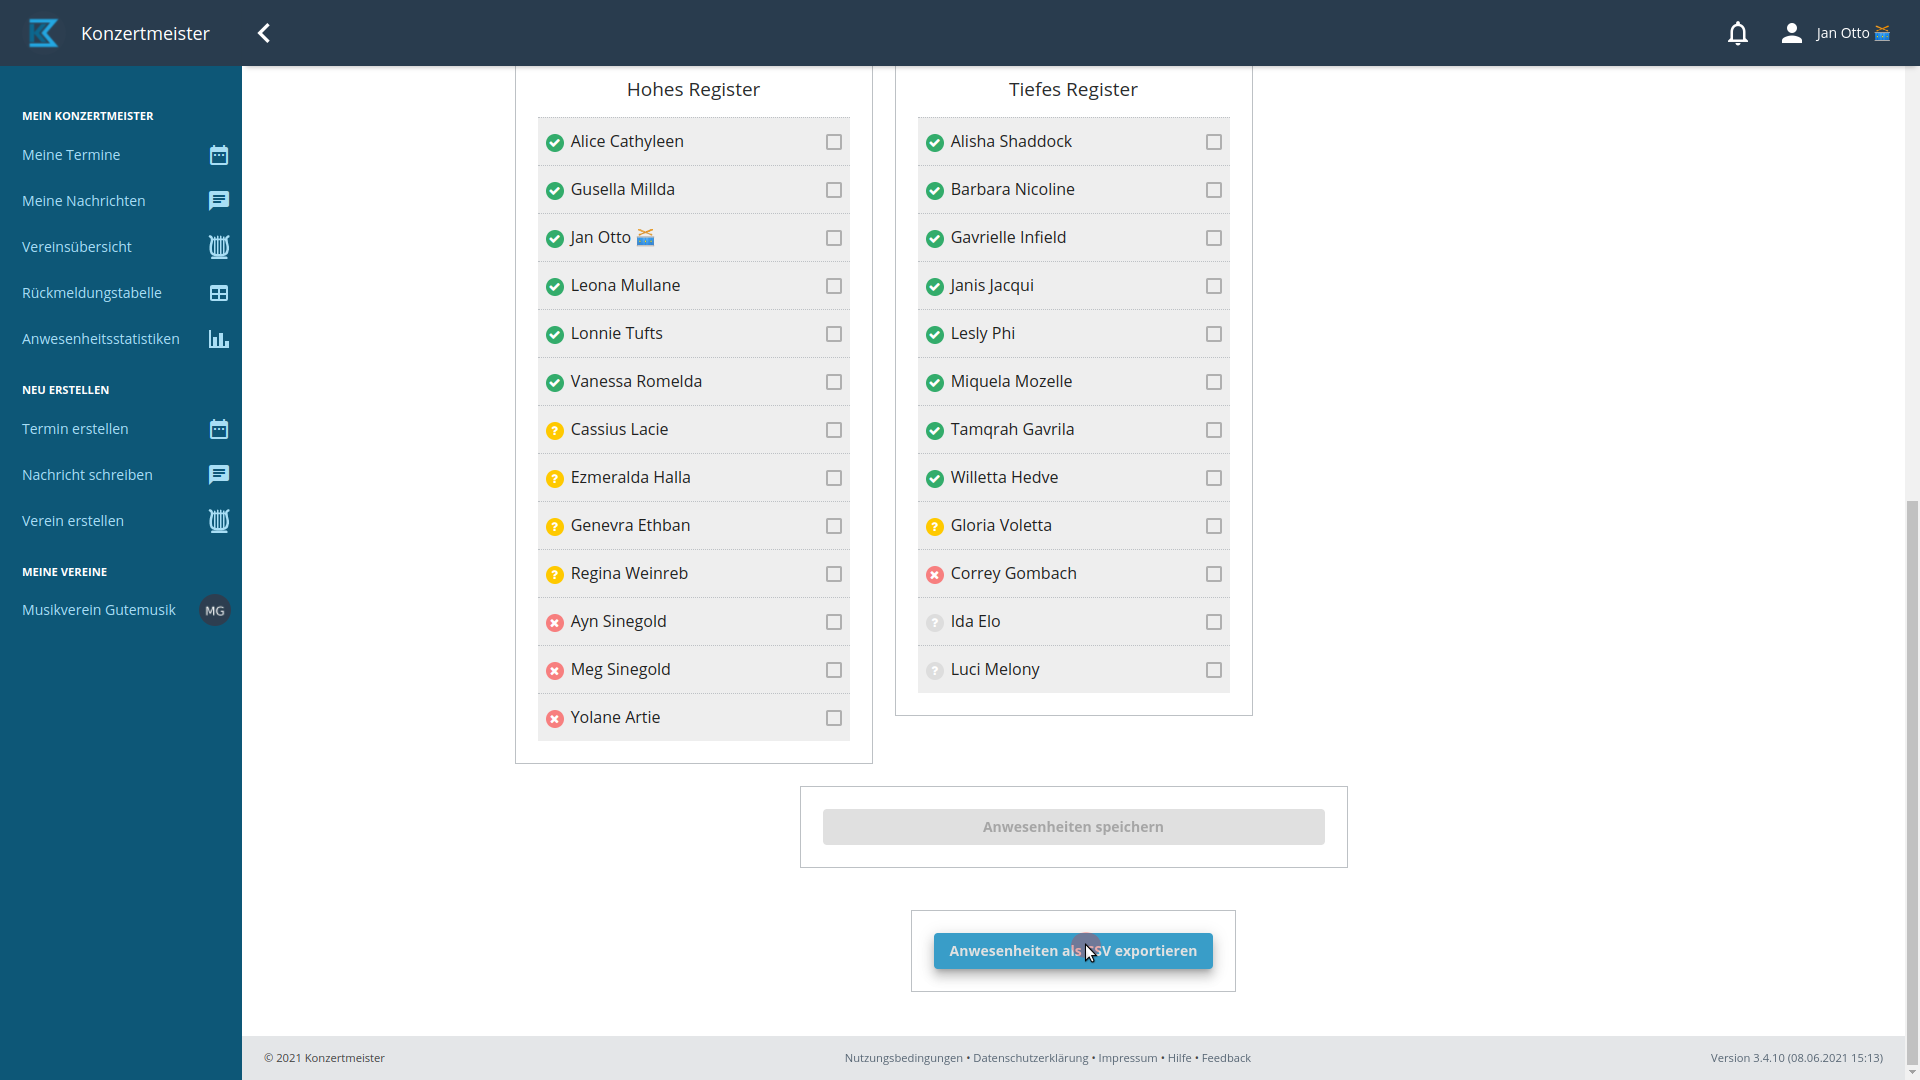 Konzertmeister
Jan Otto 🥁
MEIN KONZERTMEISTER
Meine Termine
Meine Nachrichten
Vereinsübersicht
Rückmeldungstabelle
Anwesenheitsstatistiken
NEU ERSTELLEN
Termin erstellen
Nachricht schreiben
Verein erstellen
MEINE VEREINE
Musikverein Gutemusik MG
Hohes Register
Alice Cathyleen
Gusella Millda
Jan Otto 🥁
Leona Mullane
Lonnie Tufts
Vanessa Romelda
Cassius Lacie
Ezmeralda Halla
Genevra Ethban
Regina Weinreb
Ayn Sinegold
Meg Sinegold
Yolane Artie
Tiefes Register
Alisha Shaddock
Barbara Nicoline
Gavrielle Infield
Janis Jacqui
Lesly Phi
Miquela Mozelle
Tamqrah Gavrila
Willetta Hedve
Gloria Voletta
Correy Gombach
Ida Elo
Luci Melony
Anwesenheiten speichern
Anwesenheiten als CSV exportieren
© 2021 Konzertmeister
Nutzungsbedingungen • Datenschutzerklärung • Impressum • Hilfe • Feedback
Version 3.4.10 (08.06.2021 15:13)